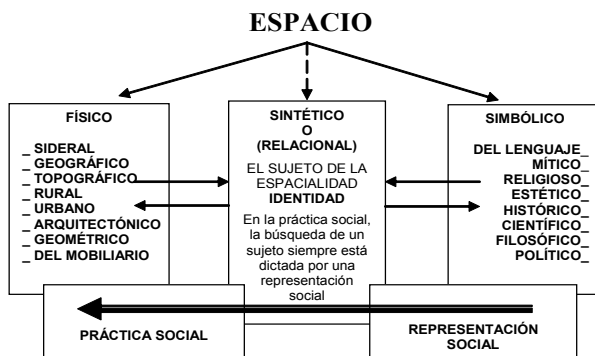 ESPACIO
FÍSICO
_ SIDERAL
_ GEOGRÁFICO
_ TOPOGRÁFICO
_ RURAL
_ URBANO
_ ARQUITECTÓNICO
_ GEOMÉTRICO
_ DEL MOBILIARIO
SINTÉTICO
O
(RELACIONAL)
EL SUJETO DE LA
ESPACIALIDAD
IDENTIDAD
En la práctica social,
la búsqueda de un
sujeto siempre está
dictada por una
representación
social
SIMBÓLICO
DEL LENGUAJE_
MÍTICO_
RELIGIOSO_
ESTÉTICO_
HISTÓRICO_
CIENTÍFICO_
FILOSÓFICO_
POLÍTICO_
PRÁCTICA SOCIAL
REPRESENTACIÓN
SOCIAL